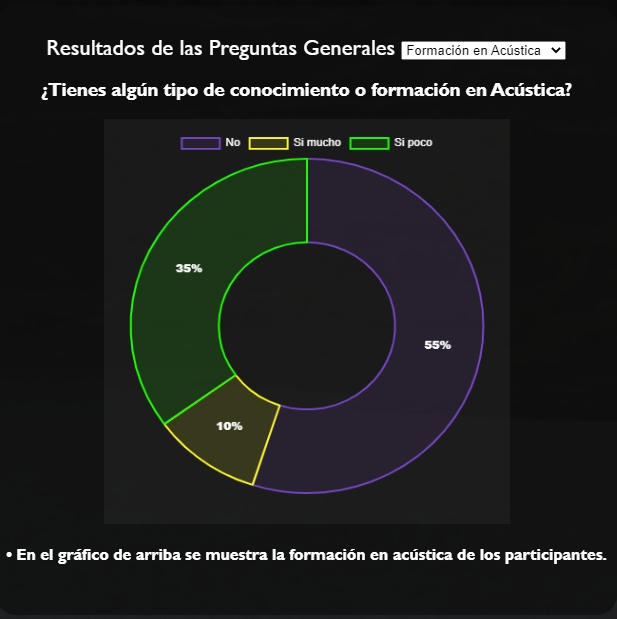 Resultados de las Preguntas Generales Formación en Acústica
¿Tienes algún tipo de conocimiento o formación en Acústica?
No Si mucho Si poco
35%
55%
10%
• En el gráfico de arriba se muestra la formación en acústica de los participantes.